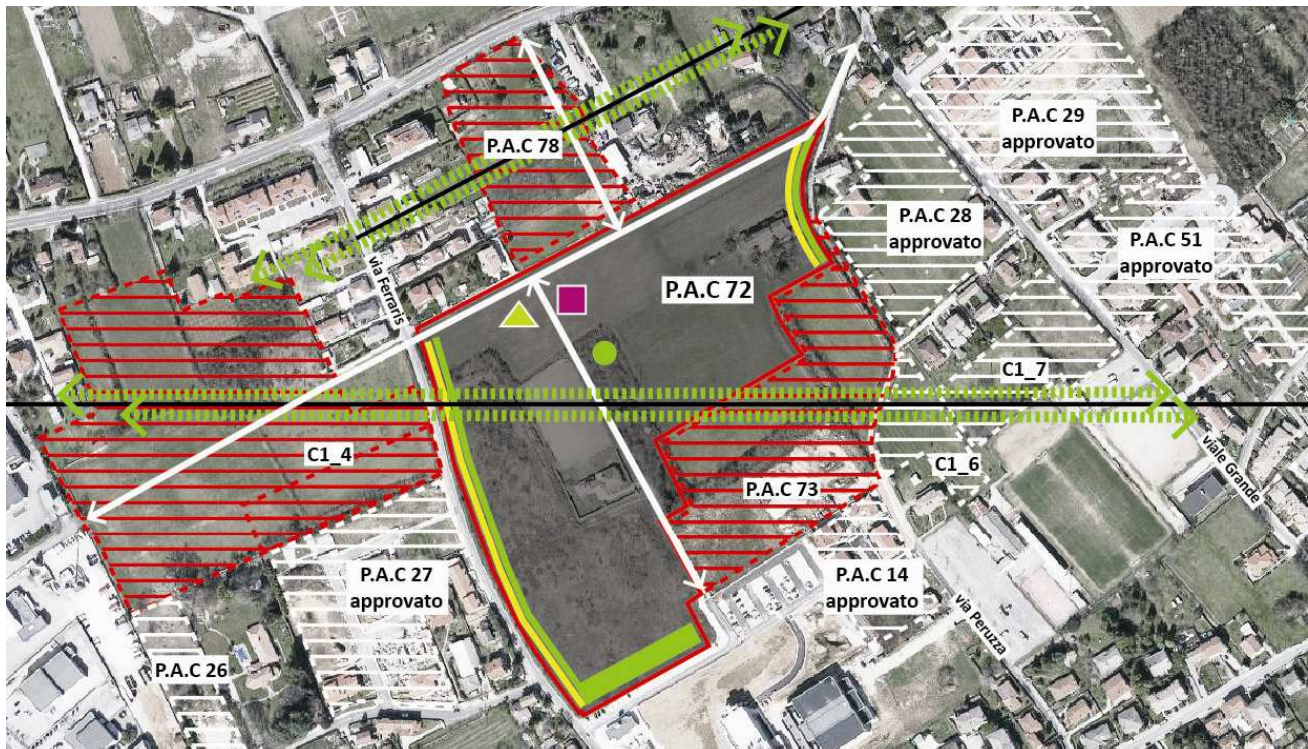 P.A.C 29
approvato
P.A.C 78
P.A.C 28
approvato
P.A.C 51
approvato
via Ferraris
P.A.C 72
C1_7
C1_4
C1_6
viale Grande
P.A.C 73
P.A.C 27
approvato
P.A.C 14
approvato
via Peruzza
P.A.C 26